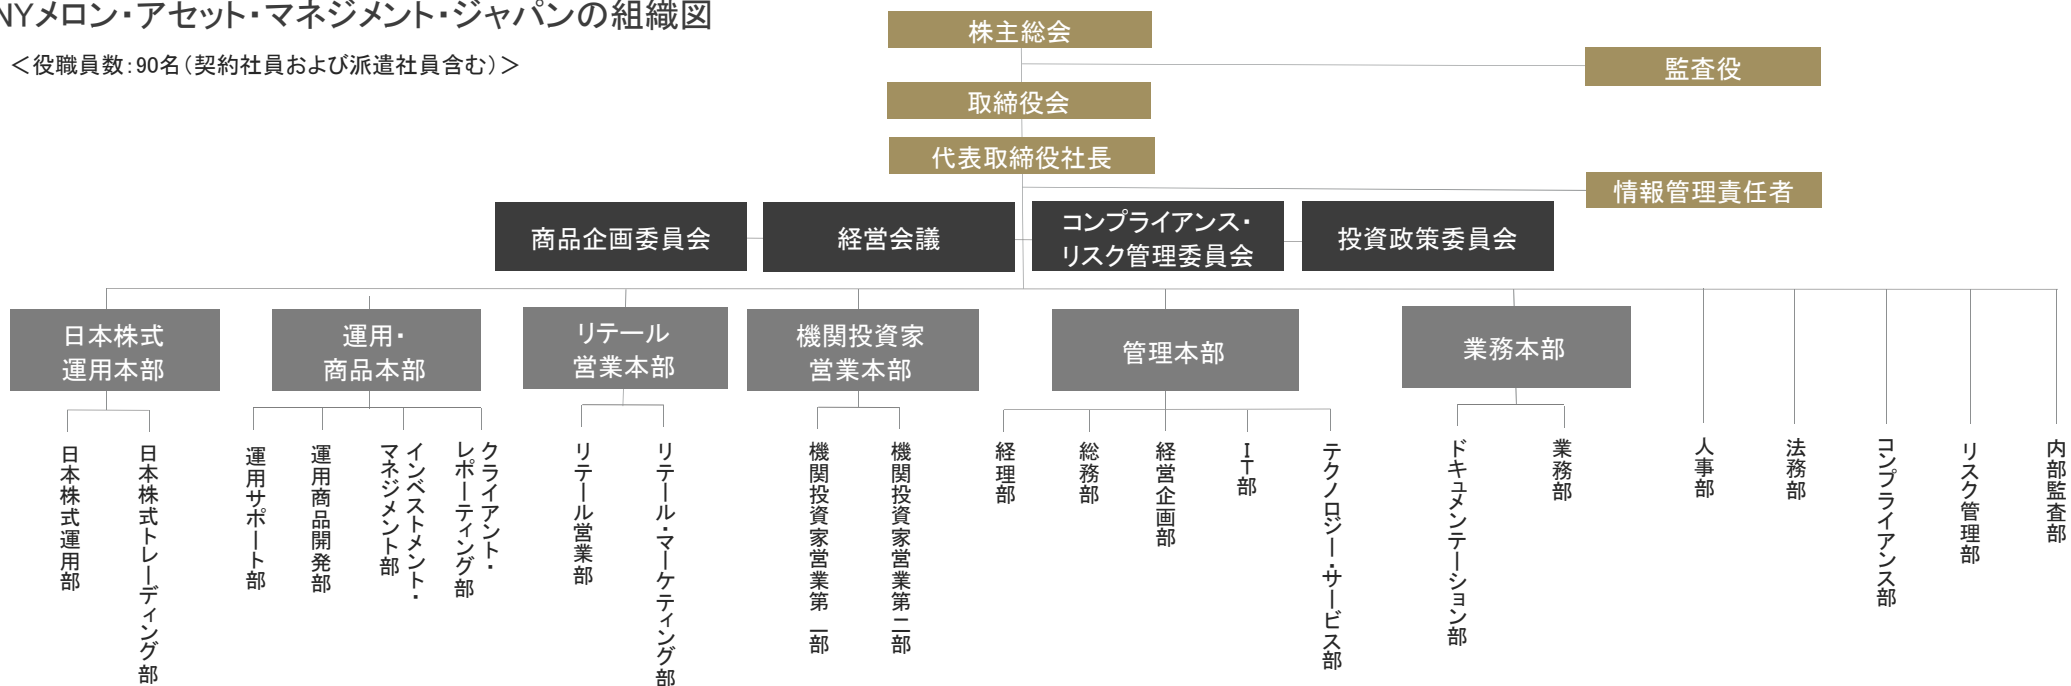 NYメロン・アセット・マネジメント・ジャパンの組織図
＜役職員数：90名（契約社員および派遣社員含む）＞
株主総会
監査役
取締役会
代表取締役社長
情報管理責任者
商品企画委員会
経営会議
コンプライアンス・
リスク管理委員会
投資政策委員会
日本株式
運用本部
運用・
商品本部
リテール
営業本部
機関投資家
営業本部
管理本部
業務本部
日本株式運用部
日本株式トレーディング部
運用サポート部
運用商品開発部
インベストメント・
マネジメント部
クライアント・
レポーティング部
リテール営業部
リテール・マーケティング部
機関投資家営業第一部
機関投資家営業第二部
経理部
総務部
経営企画部
IT部
テクノロジー・サービス部
ドキュメンテーション部
業務部
人事部
法務部
コンプライアンス部
リスク管理部
内部監査部